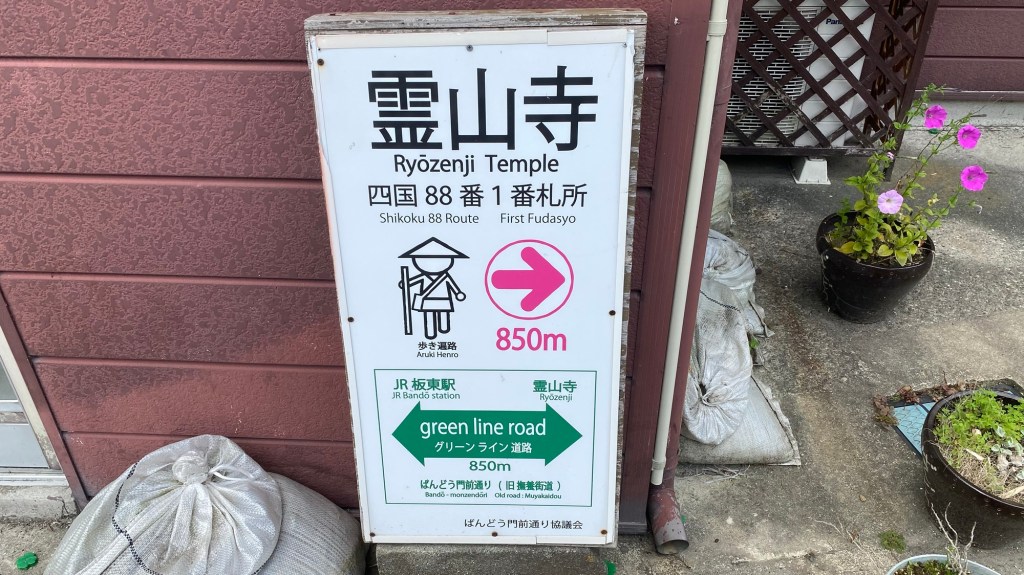 霊山寺
Ryōzenji Temple
四国 88 番 1 番札所
Shikoku 88 Route First Fudasyo
850m
歩き遍路
Aruki Henro
JR 板東駅 霊山寺
JR Bandō station Ryōzenji
green line road
グリーン ライン 道路
850m
ばんどう門前通り ( 旧 撫養街道 )
Bandō - monzendōri Old road : Muyakaidou
ばんどう門前通り協議会